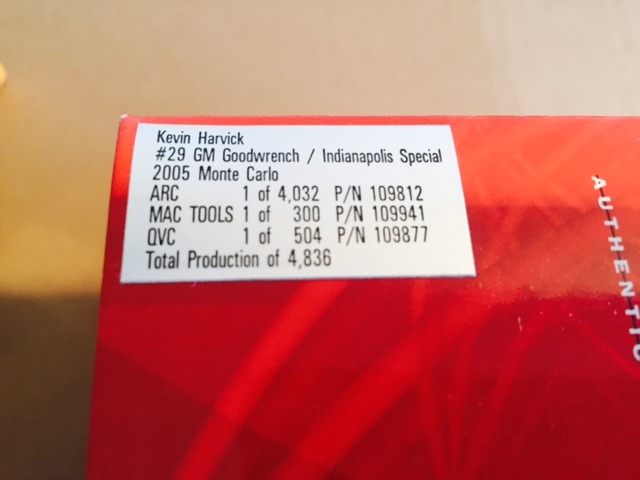 Kevin Harvick
#29 GM Goodwrench / Indianapolis Special
2005 Monte Carlo
ARC 1 of 4,032 P/N 109812
MAC TOOLS 1 of 300 P/N 109941
QVC 1 of 504 P/N 109877
Total Production of 4,836
AUTHENTIC